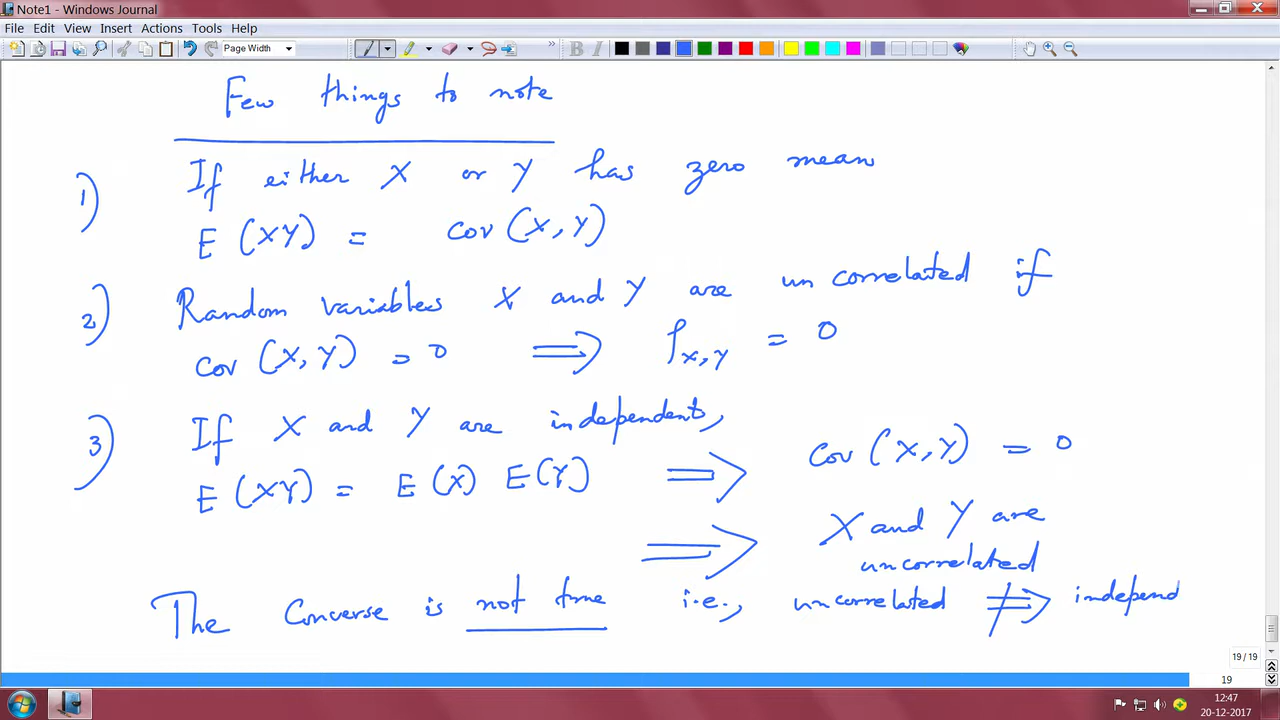 Note1 - Windows Journal
File Edit View Insert Actions Tools Help
Page Width
Few things to note
1) If either X or Y has zero mean
E(XY) = cov(X,Y)
2) Random variables X and Y are uncorrelated if
cov(X,Y) = 0 ⟹ ρ_{X,Y} = 0
3) If X and Y are independent,
E(XY) = E(X) E(Y) ⟹ cov(X,Y) = 0
⟹ X and Y are
uncorrelated
The Converse is not true i.e., uncorrelated ⇏ independ
19 / 19
19
12:47
20-12-2017